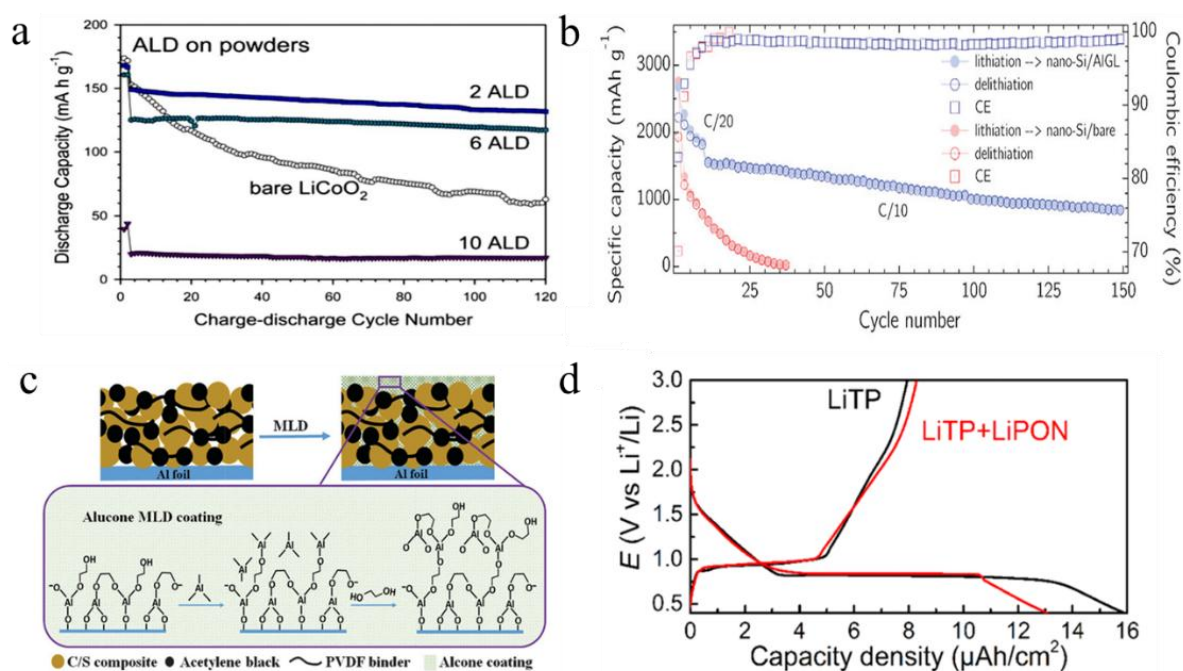 a
ALD on powders
2 ALD
6 ALD
bare LiCoO2
10 ALD
Discharge Capacity (mA h g-1)
200
150
100
50
0
0 20 40 60 80 100 120
Charge-discharge Cycle Number
b
Specific capacity (mAh g-1)
3000
2000
1000
0
C/20
C/10
lithiation --> nano-Si/AlGL
delithiation
CE
lithiation --> nano-Si/bare
delithiation
CE
100
90
80
70
Coulombic efficiency (%)
0 25 50 75 100 125 150
Cycle number
c
MLD
Al foil
Al foil
Alucone MLD coating
C/S composite
Acetylene black
PVDF binder
Alcone coating
d
LiTP
LiTP+LiPON
E (V vs Li+/Li)
3.0
2.5
2.0
1.5
1.0
0.5
0 2 4 6 8 10 12 14 16
Capacity density (μAh/cm2)